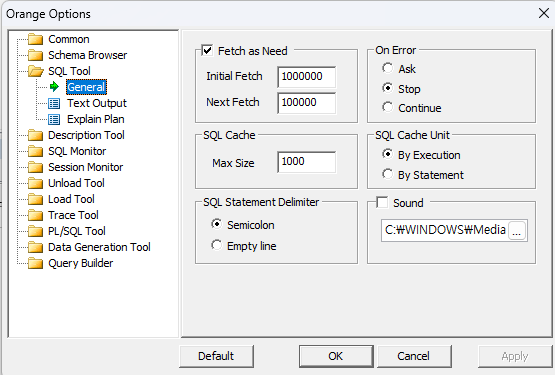 Orange Options
Common
Schema Browser
SQL Tool
General
Text Output
Explain Plan
Description Tool
SQL Monitor
Session Monitor
Unload Tool
Load Tool
Trace Tool
PL/SQL Tool
Data Generation Tool
Query Builder
Fetch as Need
Initial Fetch 1000000
Next Fetch 100000
On Error
Ask
Stop
Continue
SQL Cache
Max Size 1000
SQL Cache Unit
By Execution
By Statement
SQL Statement Delimiter
Semicolon
Empty line
Sound
C:₩WINDOWS₩Media ...
Default OK Cancel Apply